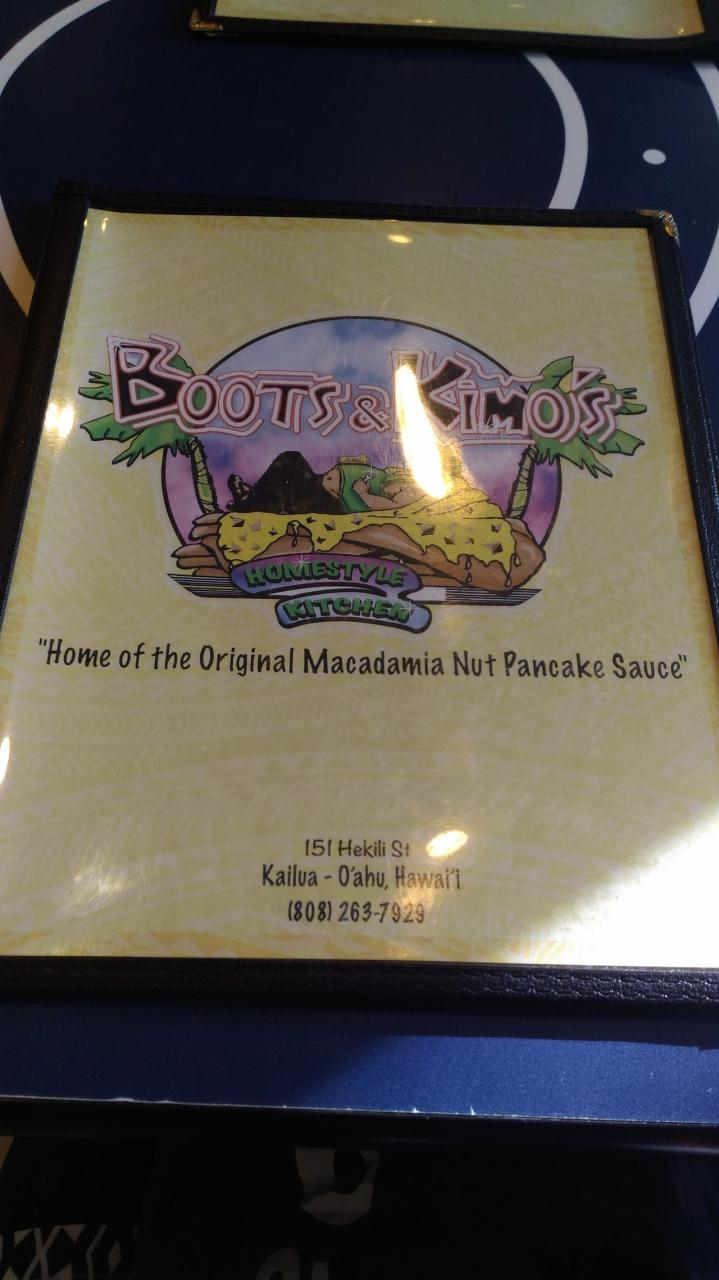 Boots & Kimo's
HOMESTYLE
KITCHEN
"Home of the Original Macadamia Nut Pancake Sauce"
151 Hekili St
Kailua - O'ahu, Hawai'i
(808) 263-7929